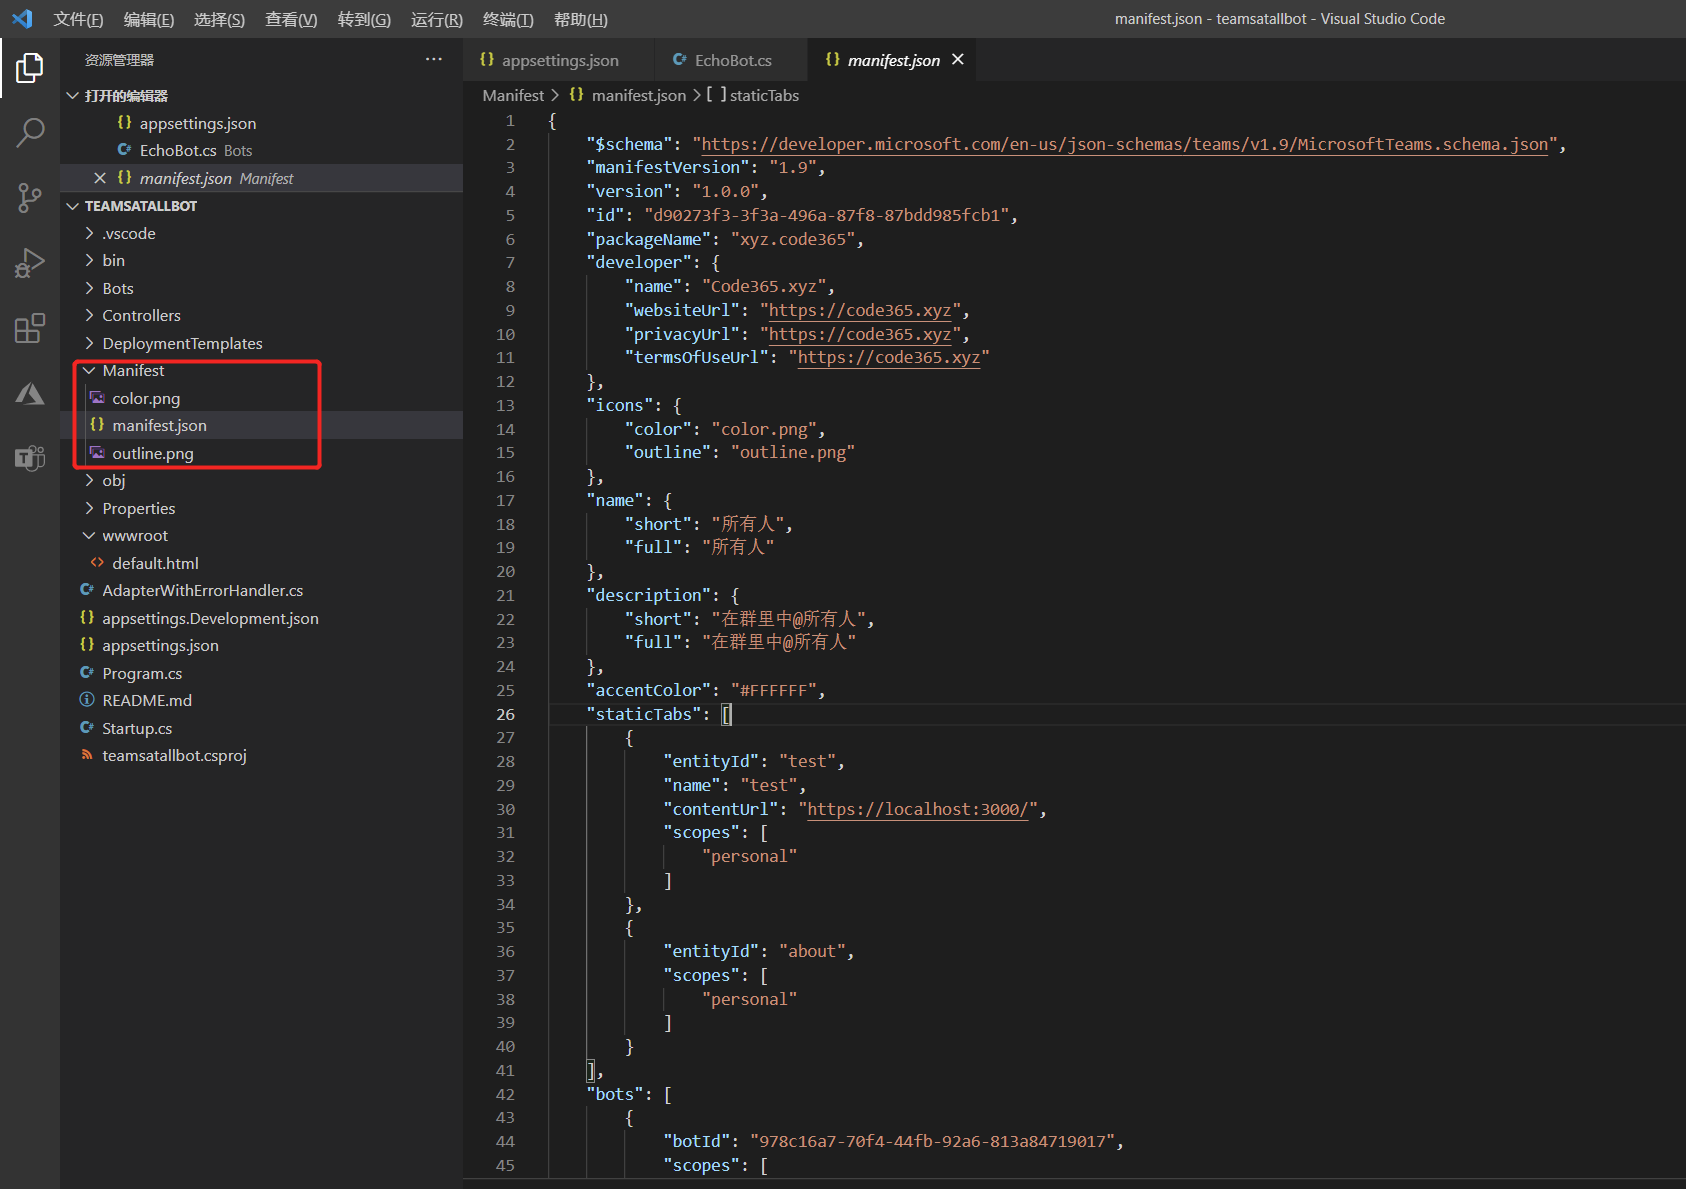 文件(F) 编辑(E) 选择(S) 查看(V) 转到(G) 运行(R) 终端(T) 帮助(H) manifest.json - teamsatallbot - Visual Studio Code
资源管理器 ···
打开的编辑器
appsettings.json
EchoBot.cs Bots
manifest.json Manifest
TEAMSATALLBOT
.vscode
bin
Bots
Controllers
DeploymentTemplates
Manifest
color.png
manifest.json
outline.png
obj
Properties
wwwroot
default.html
AdapterWithErrorHandler.cs
appsettings.Development.json
appsettings.json
Program.cs
README.md
Startup.cs
teamsatallbot.csproj
appsettings.json EchoBot.cs manifest.json
Manifest > {} manifest.json > [ ] staticTabs
1 {
2 "$schema": "https://developer.microsoft.com/en-us/json-schemas/teams/v1.9/MicrosoftTeams.schema.json",
3 "manifestVersion": "1.9",
4 "version": "1.0.0",
5 "id": "d90273f3-3f3a-496a-87f8-87bdd985fcb1",
6 "packageName": "xyz.code365",
7 "developer": {
8 "name": "Code365.xyz",
9 "websiteUrl": "https://code365.xyz",
10 "privacyUrl": "https://code365.xyz",
11 "termsOfUseUrl": "https://code365.xyz"
12 },
13 "icons": {
14 "color": "color.png",
15 "outline": "outline.png"
16 },
17 "name": {
18 "short": "所有人",
19 "full": "所有人"
20 },
21 "description": {
22 "short": "在群里中@所有人",
23 "full": "在群里中@所有人"
24 },
25 "accentColor": "#FFFFFF",
26 "staticTabs": [
27 {
28 "entityId": "test",
29 "name": "test",
30 "contentUrl": "https://localhost:3000/",
31 "scopes": [
32 "personal"
33 ]
34 },
35 {
36 "entityId": "about",
37 "scopes": [
38 "personal"
39 ]
40 }
41 ],
42 "bots": [
43 {
44 "botId": "978c16a7-70f4-44fb-92a6-813a84719017",
45 "scopes": [